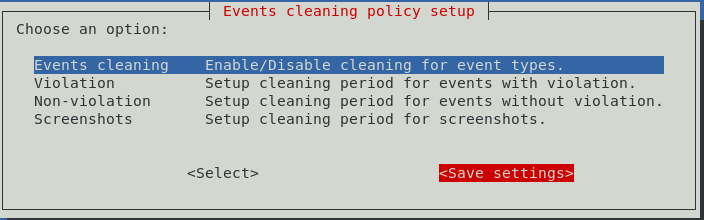 Events cleaning policy setup
Choose an option:
Events cleaning    Enable/Disable cleaning for event types.
Violation          Setup cleaning period for events with violation.
Non-violation      Setup cleaning period for events without violation.
Screenshots        Setup cleaning period for screenshots.
<Select>                    <Save settings>